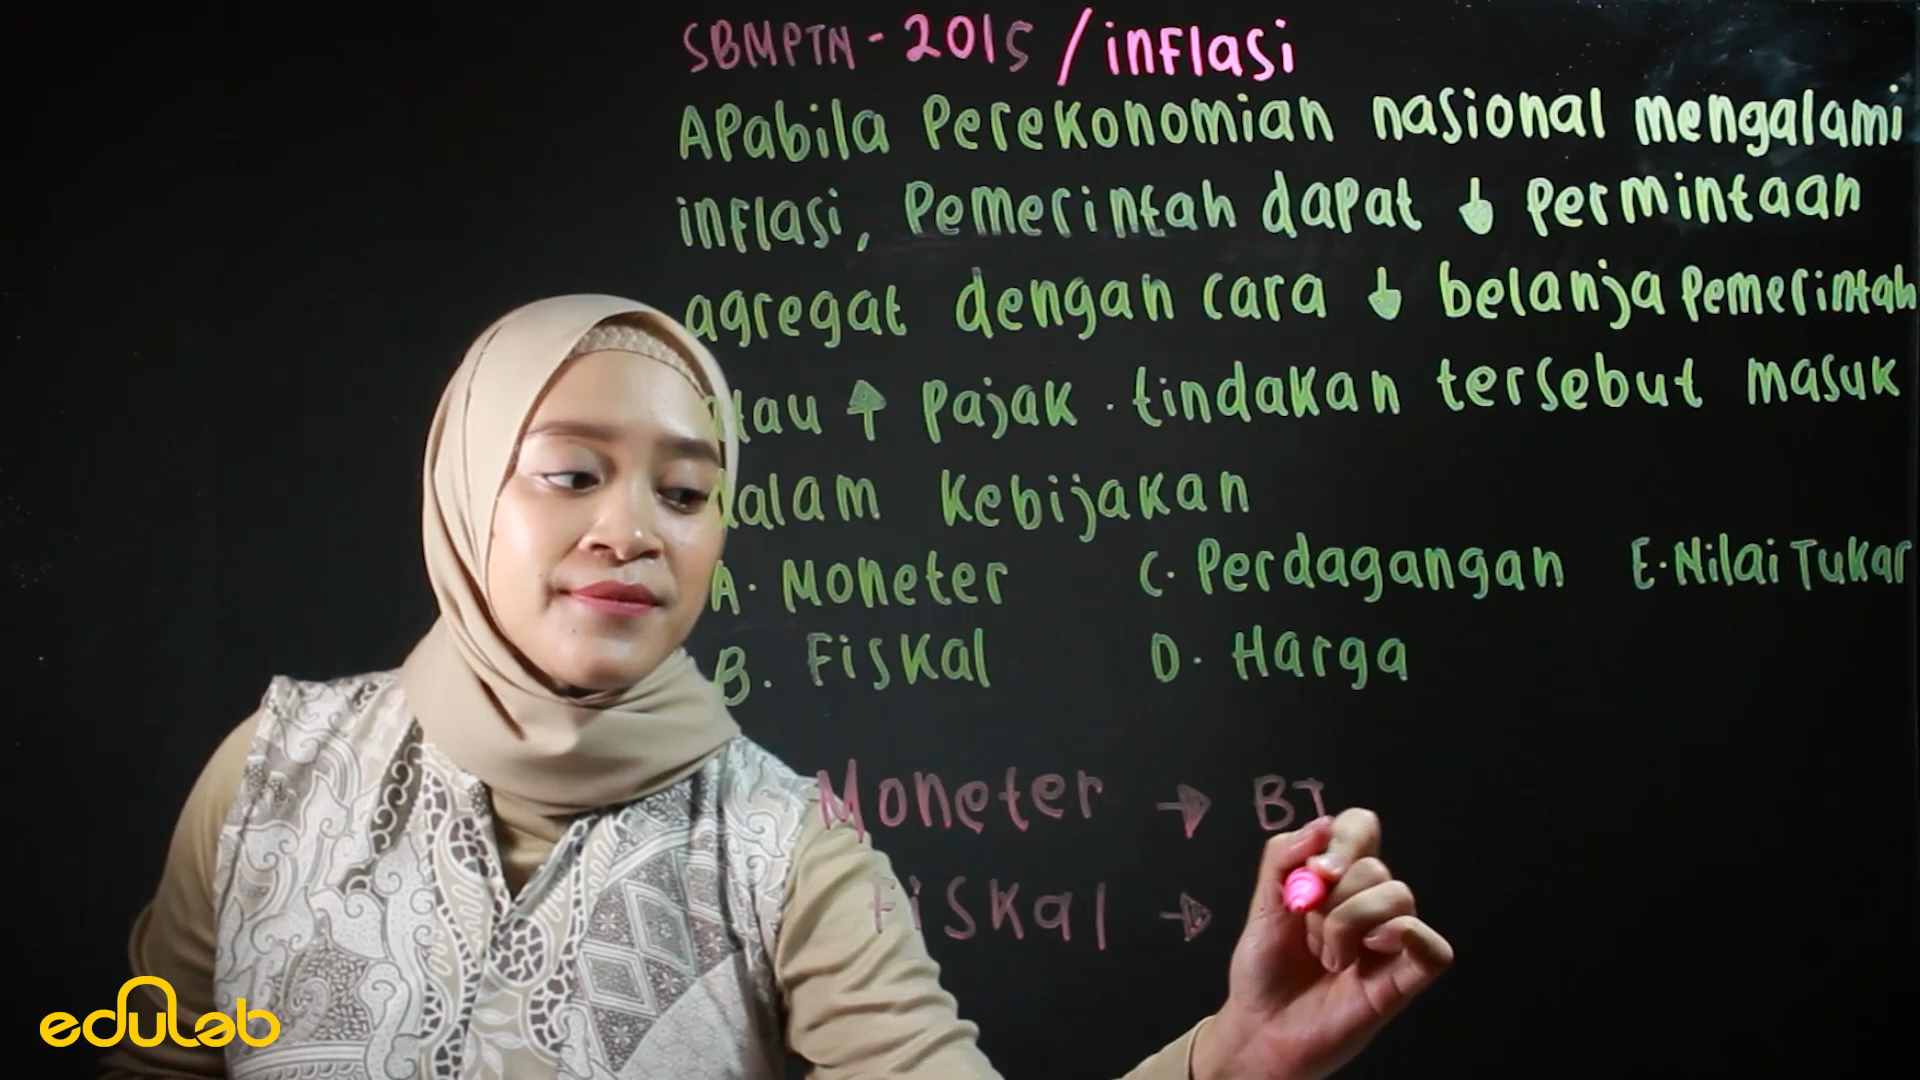 SBMPTN - 2015 / inflasi
Apabila Perekonomian nasional mengalami
inflasi, Pemerintah dapat ↓ Permintaan
agregat dengan cara ↓ belanja Pemerintah
atau ↑ Pajak. tindakan tersebut masuk
dalam Kebijakan
A. Moneter C. Perdagangan E. Nilai Tukar
B. Fiskal D. Harga
Moneter →
Fiskal →
edulab